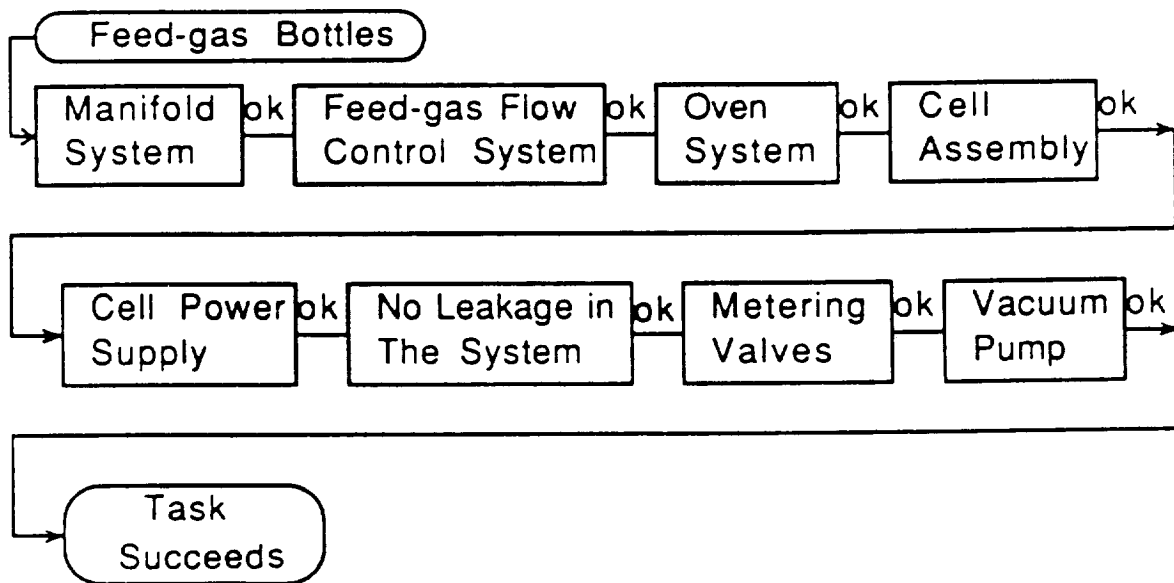 Feed-gas Bottles
Manifold System ok
Feed-gas Flow Control System ok
Oven System ok
Cell Assembly ok
Cell Power Supply ok
No Leakage in The System ok
Metering Valves ok
Vacuum Pump ok
Task
Succeeds